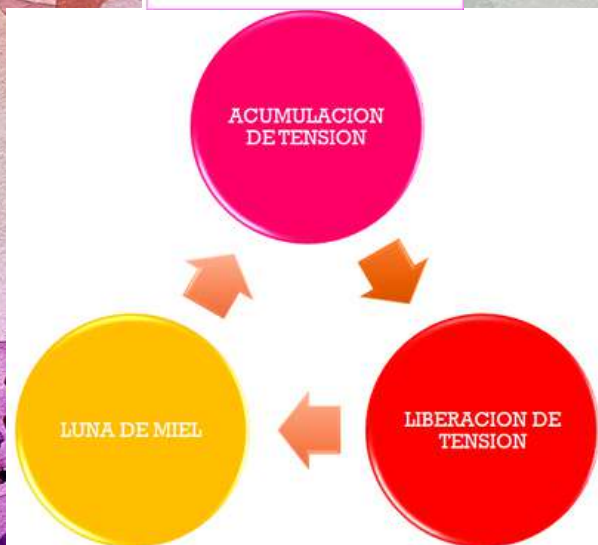 ACUMULACION
DE TENSION
LIBERACION DE
TENSION
LUNA DE MIEL